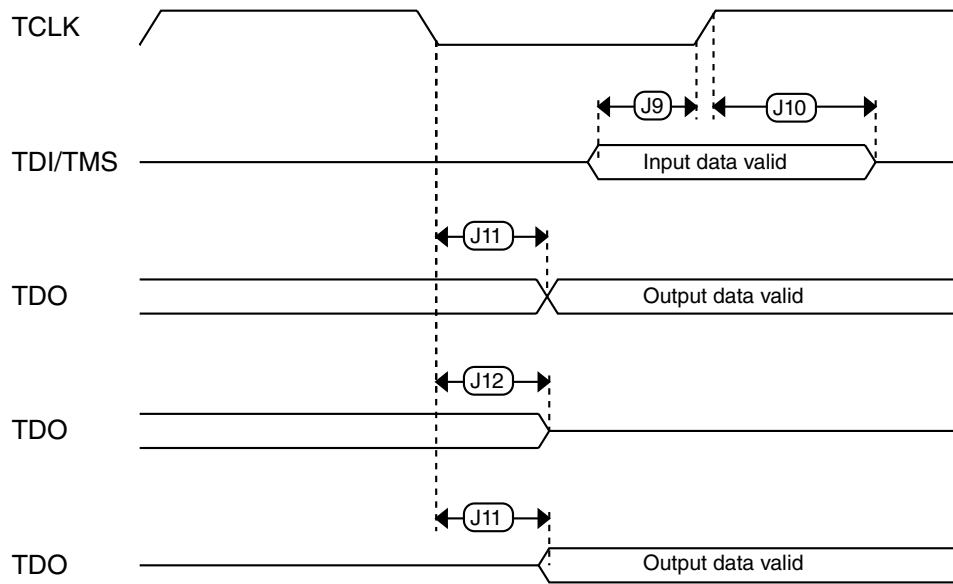 TCLK
J9
J10
TDI/TMS
Input data valid
J11
TDO
Output data valid
J12
TDO
J11
TDO
Output data valid